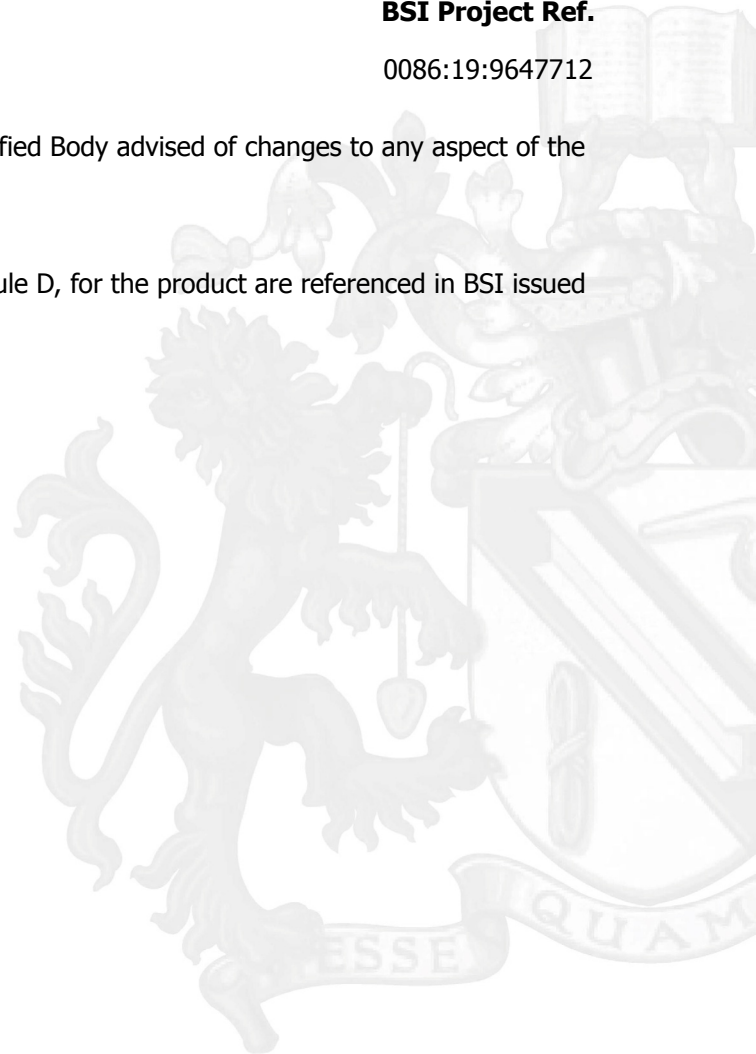 BSI Project Ref.
0086:19:9647712
fied Body advised of changes to any aspect of the
ule D, for the product are referenced in BSI issued
ESSE QUAM